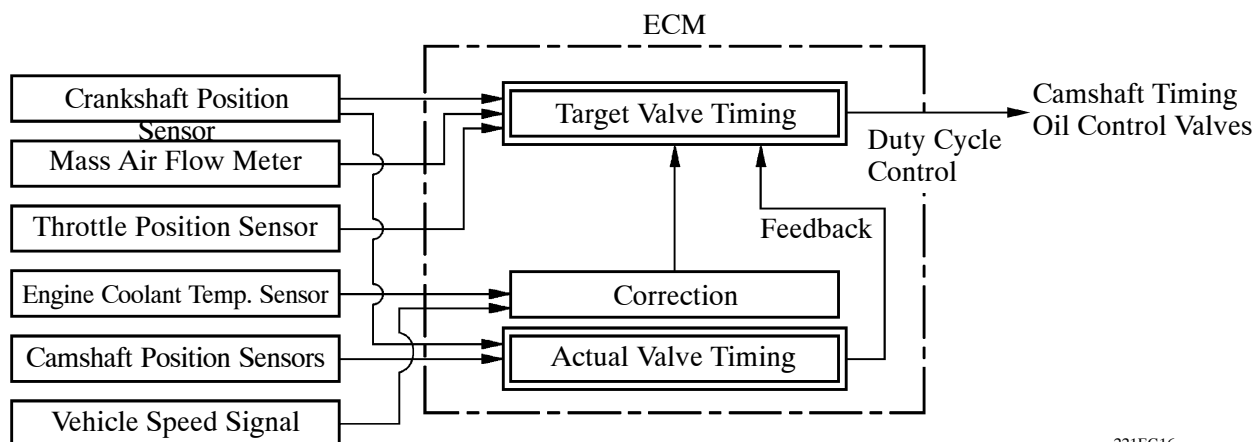 ECM
Crankshaft Position
Sensor
Mass Air Flow Meter
Throttle Position Sensor
Engine Coolant Temp. Sensor
Camshaft Position Sensors
Vehicle Speed Signal
Target Valve Timing
Correction
Actual Valve Timing
Feedback
Duty Cycle
Control
Camshaft Timing
Oil Control Valves